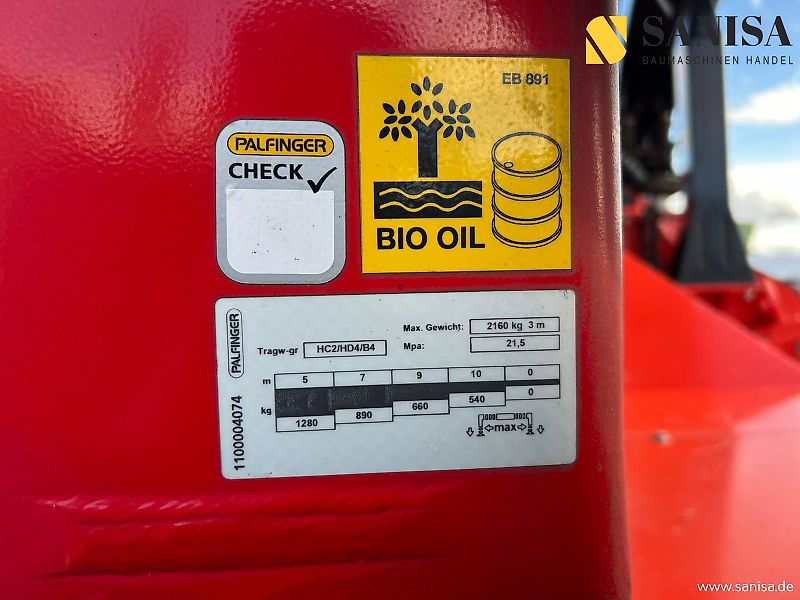 SANISA
BAUMASCHINEN HANDEL
EB 891
PALFINGER
CHECK
BIO OIL
PALFINGER
1100004074
Max. Gewicht: 2160 kg 3 m
Tragw-gr HC2/HD4/B4 Mpa: 21,5
m 5 7 9 10 0
kg 1280 890 660 540 0
max
www.sanisa.de